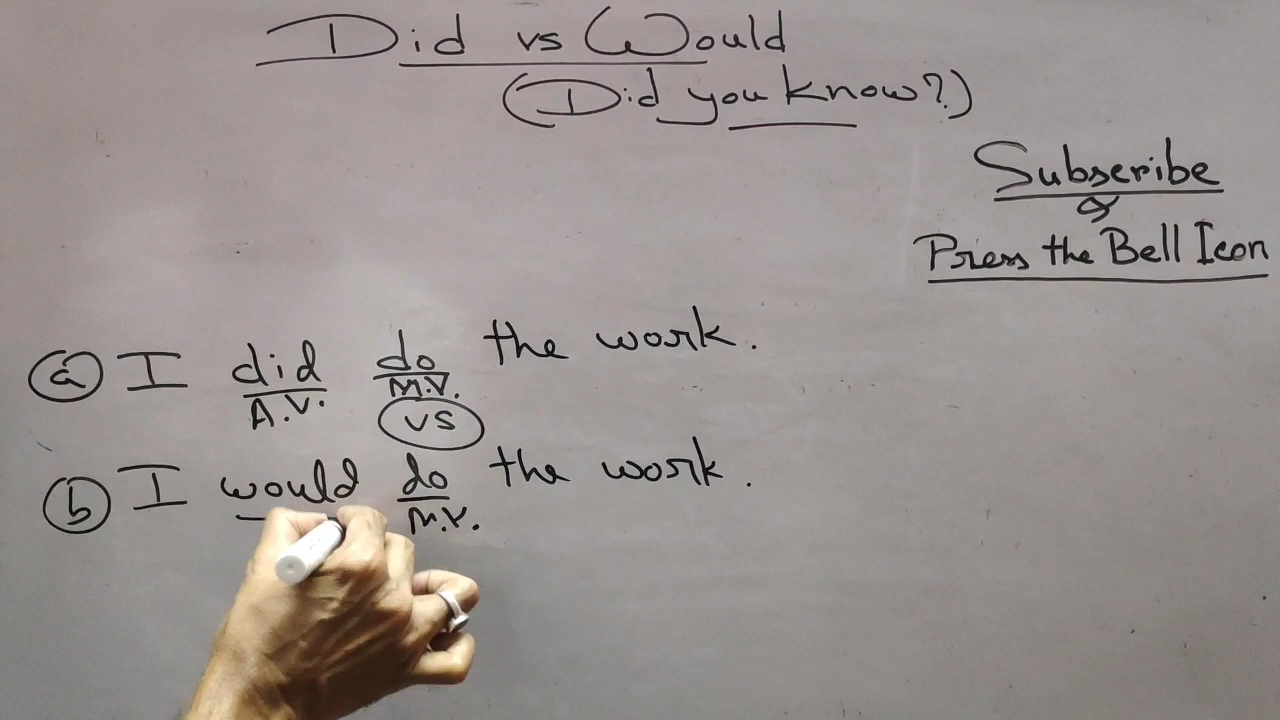 Did vs Would
(Did you know?)
Subscribe
&
Press the Bell Icon
a I did do the work.
A.V. M.V.
vs
b I would do the work.
M.V.